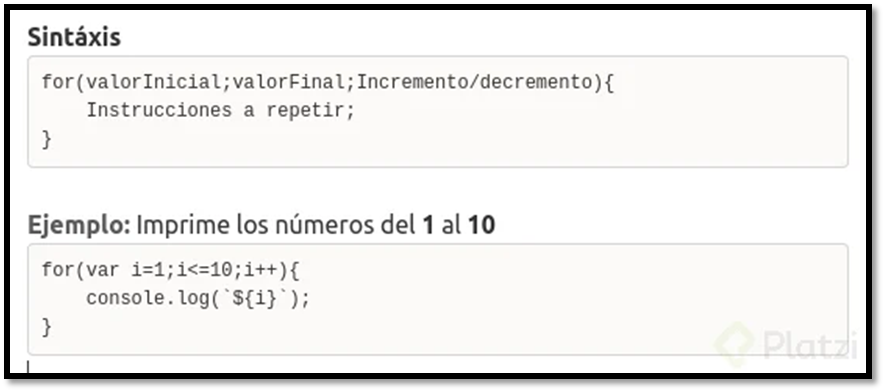 Sintáxis
for(valorInicial;valorFinal;Incremento/decremento){
    Instrucciones a repetir;
}
Ejemplo: Imprime los números del 1 al 10
for(var i=1;i<=10;i++){
    console.log(`${i}`);
}
Platzi